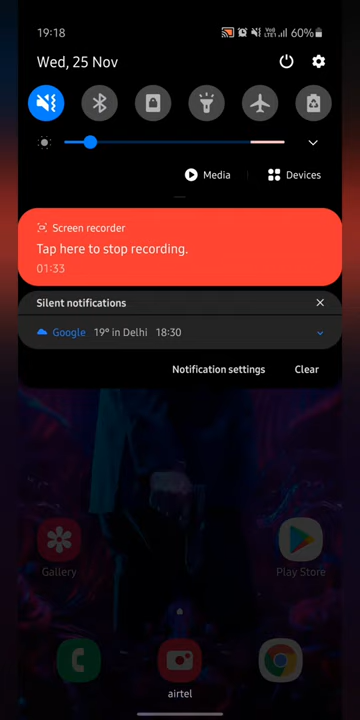 19:18
60%
Wed, 25 Nov
Media
Devices
Screen recorder
Tap here to stop recording.
01:33
Silent notifications
Google 19° in Delhi 18:30
Notification settings
Clear
Gallery
Play Store
airtel